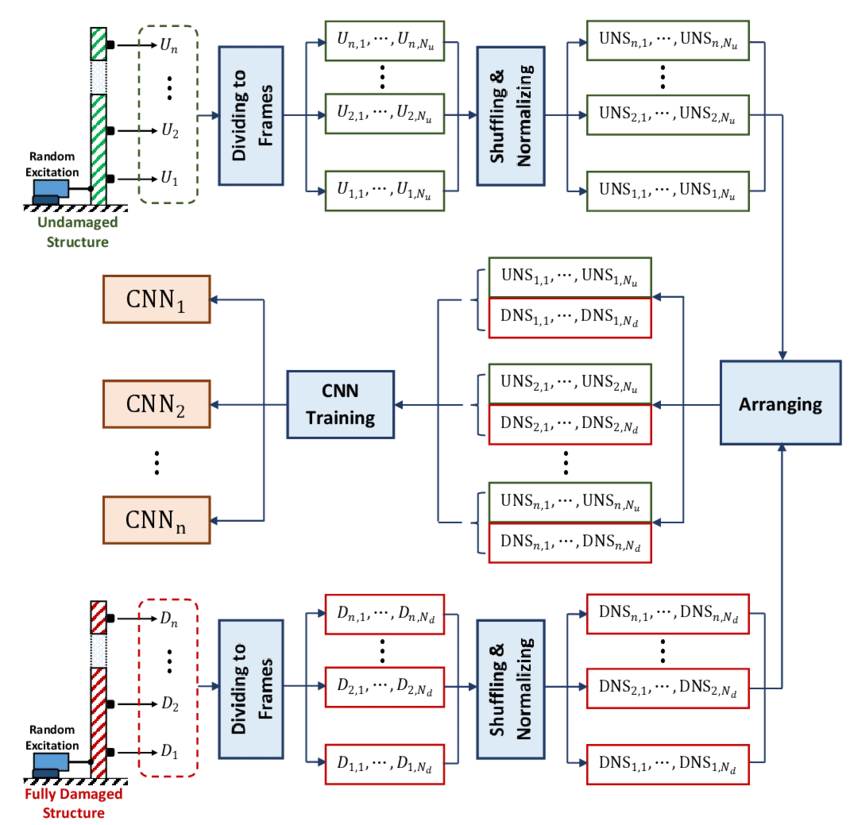 U_n
⋮
U_2
U_1
Random
Excitation
Undamaged
Structure
Dividing to
Frames
U_{n,1}, ⋯, U_{n,N_u}
⋮
U_{2,1}, ⋯, U_{2,N_u}
U_{1,1}, ⋯, U_{1,N_u}
Shuffling &
Normalizing
UNS_{n,1}, ⋯, UNS_{n,N_u}
⋮
UNS_{2,1}, ⋯, UNS_{2,N_u}
UNS_{1,1}, ⋯, UNS_{1,N_u}
CNN_1
CNN_2
⋮
CNN_n
CNN
Training
UNS_{1,1}, ⋯, UNS_{1,N_u}
DNS_{1,1}, ⋯, DNS_{1,N_d}
UNS_{2,1}, ⋯, UNS_{2,N_u}
DNS_{2,1}, ⋯, DNS_{2,N_d}
⋮
UNS_{n,1}, ⋯, UNS_{n,N_u}
DNS_{n,1}, ⋯, DNS_{n,N_d}
Arranging
D_n
⋮
D_2
D_1
Random
Excitation
Fully Damaged
Structure
Dividing to
Frames
D_{n,1}, ⋯, D_{n,N_d}
⋮
D_{2,1}, ⋯, D_{2,N_d}
D_{1,1}, ⋯, D_{1,N_d}
Shuffling &
Normalizing
DNS_{n,1}, ⋯, DNS_{n,N_d}
⋮
DNS_{2,1}, ⋯, DNS_{2,N_d}
DNS_{1,1}, ⋯, DNS_{1,N_d}